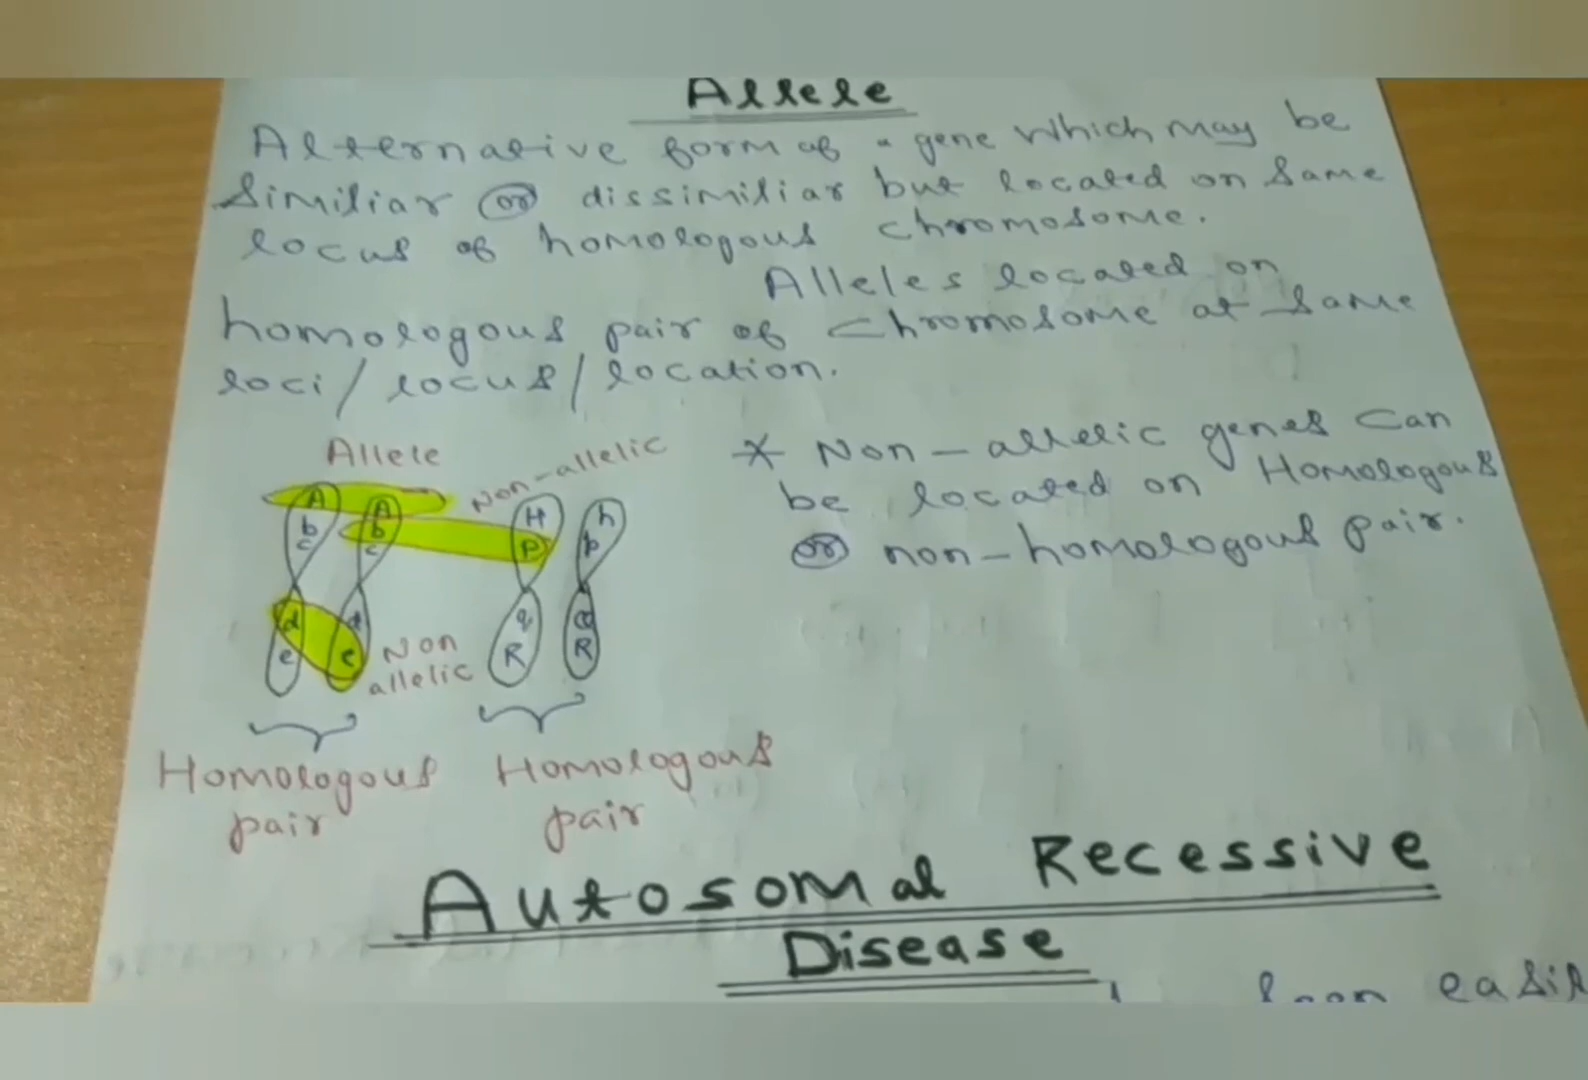 Allele
Alternative form of a gene which may be
similiar or dissimiliar but located on same
locus of homologous chromosome.
Alleles located on
homologous pair of chromosome at same
loci/locus/location.
Allele
Non-allelic
* Non-allelic genes can
be located on Homologous
or non-homologous pair.
A A H h
b b P p
c c
d d q Q
e e R R
Non
allelic
Homologous pair
Homologous pair
Autosomal Recessive
Disease
easil